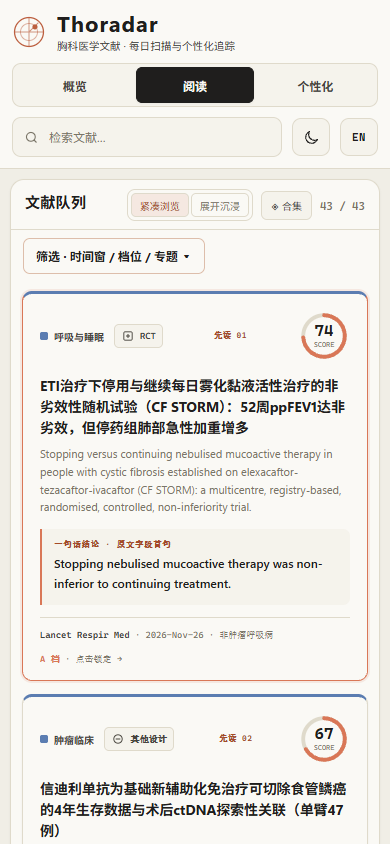 Thoradar
胸科医学文献 · 每日扫描与个性化追踪
概览
阅读
个性化
检索文献...
EN
文献队列
紧凑浏览
展开沉浸
◈ 合集
43 / 43
筛选 · 时间窗 / 档位 / 专题
呼吸与睡眠
RCT
先读 01
74
SCORE
ETI治疗下停用与继续每日雾化黏液活性治疗的非
劣效性随机试验（CF STORM）：52周ppFEV1达非
劣效，但停药组肺部急性加重增多
Stopping versus continuing nebulised mucoactive therapy in
people with cystic fibrosis established on elexacaftor-
tezacaftor-ivacaftor (CF STORM): a multicentre, registry-based,
randomised, controlled, non-inferiority trial.
一句话结论 · 原文字段首句
Stopping nebulised mucoactive therapy was non-
inferior to continuing treatment.
Lancet Respir Med · 2026-Nov-26 · 非肿瘤呼吸病
A 档 · 点击锁定 →
肿瘤临床
其他设计
先读 02
67
SCORE
信迪利单抗为基础新辅助化免治疗可切除食管鳞癌
的4年生存数据与术后ctDNA探索性关联（单臂47
例）